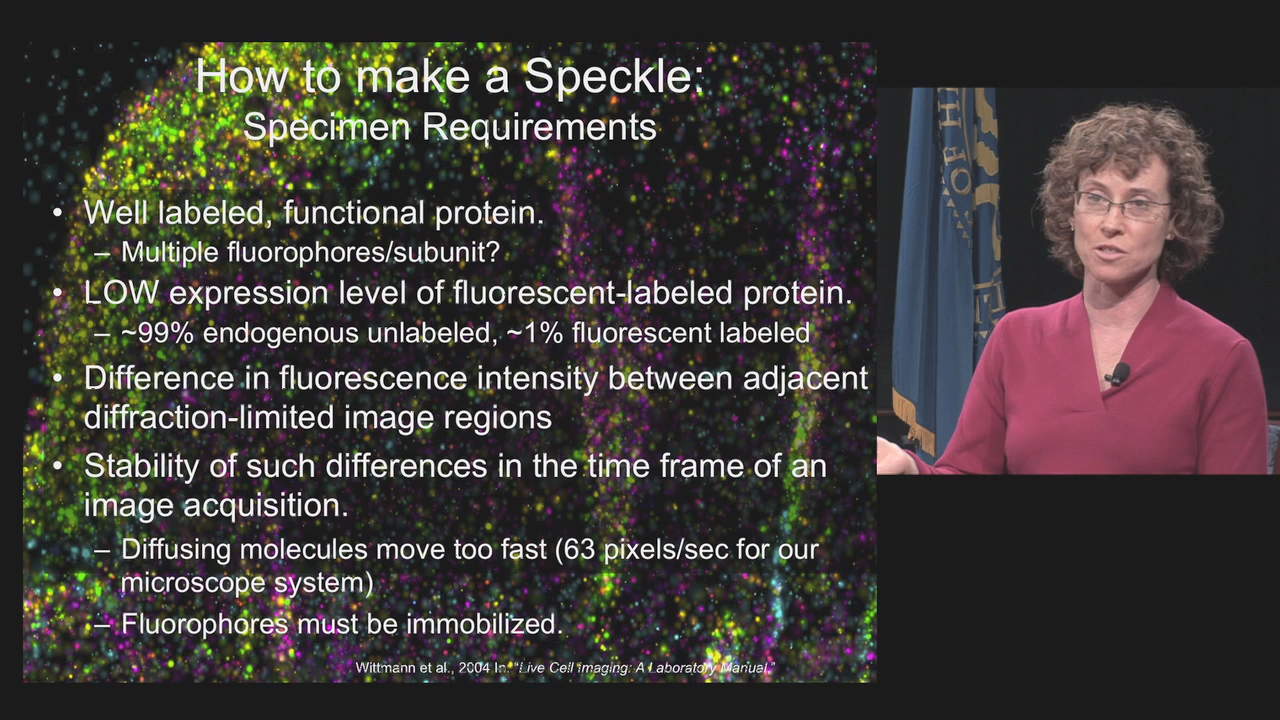 How to make a Speckle:
Specimen Requirements
• Well labeled, functional protein.
– Multiple fluorophores/subunit?
• LOW expression level of fluorescent-labeled protein.
– ~99% endogenous unlabeled, ~1% fluorescent labeled
• Difference in fluorescence intensity between adjacent
diffraction-limited image regions
• Stability of such differences in the time frame of an
image acquisition.
– Diffusing molecules move too fast (63 pixels/sec for our
microscope system)
– Fluorophores must be immobilized.
Wittmann et al., 2004 In: "Live Cell Imaging: A Laboratory Manual."